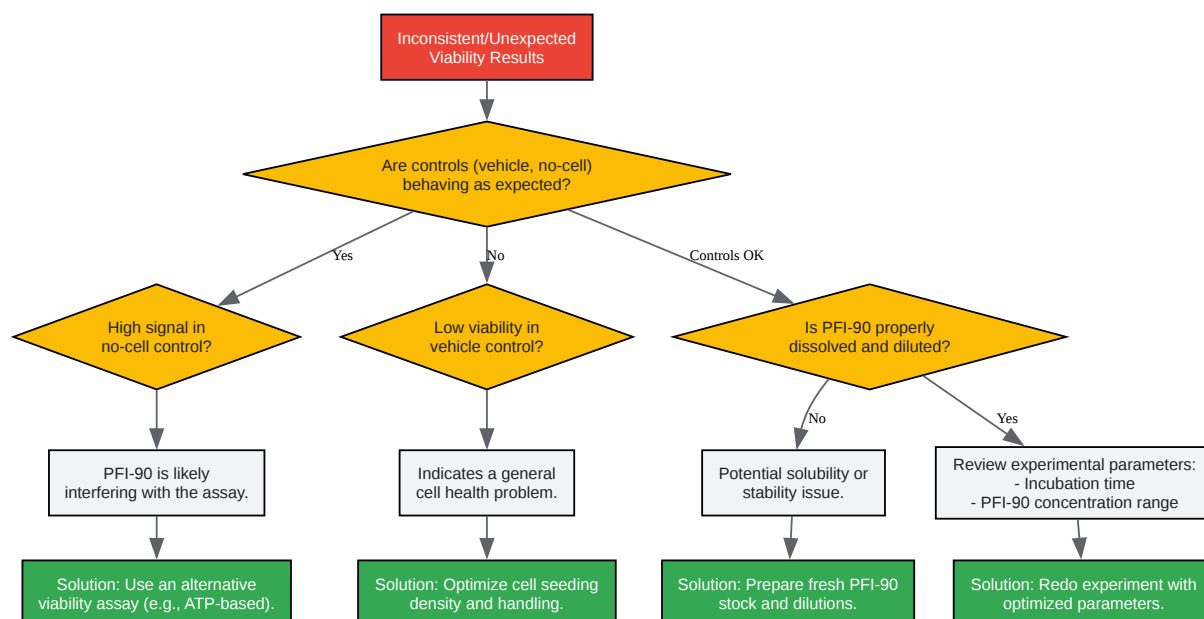 Inconsistent/Unexpected
Viability Results
Are controls (vehicle, no-cell)
behaving as expected?
Yes
No
Controls OK
High signal in
no-cell control?
Low viability in
vehicle control?
Is PFI-90 properly
dissolved and diluted?
No
Yes
PFI-90 is likely
interfering with the assay.
Indicates a general
cell health problem.
Potential solubility or
stability issue.
Review experimental parameters:
- Incubation time
- PFI-90 concentration range
Solution: Use an alternative
viability assay (e.g., ATP-based).
Solution: Optimize cell seeding
density and handling.
Solution: Prepare fresh PFI-90
stock and dilutions.
Solution: Redo experiment with
optimized parameters.